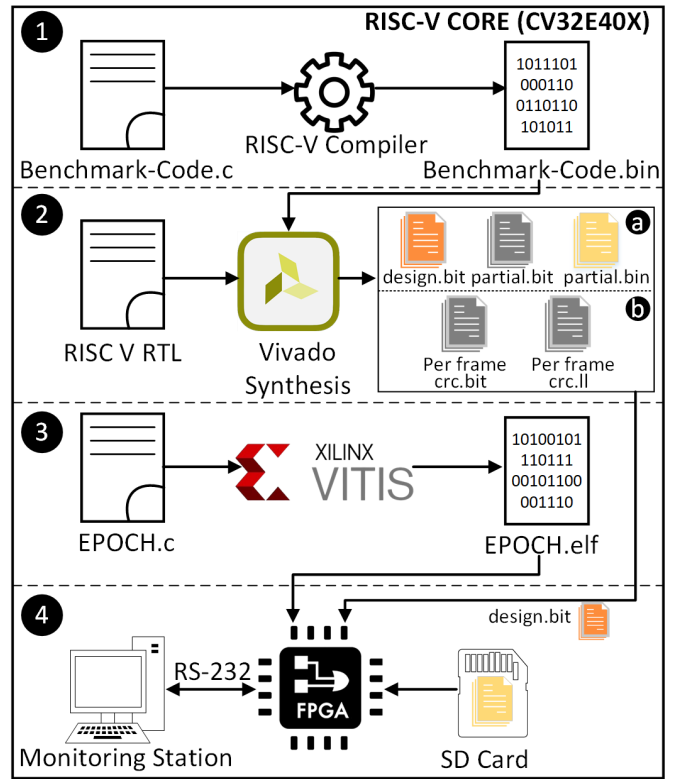 1
RISC-V CORE (CV32E40X)
1011101
000110
0110110
101011
RISC-V Compiler
Benchmark-Code.c
Benchmark-Code.bin
2
a
design.bit
partial.bit
partial.bin
b
RISC V RTL
Vivado
Synthesis
Per frame
crc.bit
Per frame
crc.ll
3
XILINX
VITIS
10100101
110111
00101100
001110
EPOCH.c
EPOCH.elf
4
design.bit
RS-232
FPGA
Monitoring Station
SD Card